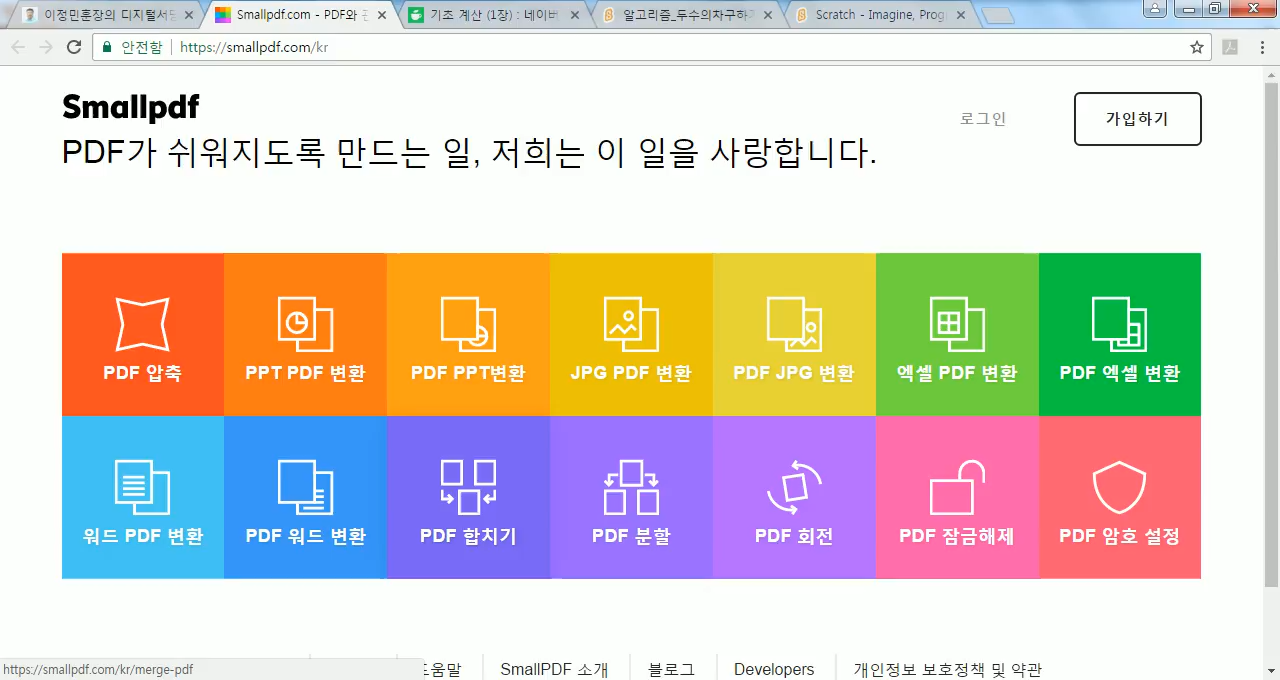 이정민훈장의 디지털서당
Smallpdf.com - PDF와
기초 계산 (1장) : 네이버
알고리즘_두수의차구하기
Scratch - Imagine, Prog
안전함
https://smallpdf.com/kr
Smallpdf
로그인
가입하기
PDF가 쉬워지도록 만드는 일, 저희는 이 일을 사랑합니다.
PDF 압축
PPT PDF 변환
PDF PPT변환
JPG PDF 변환
PDF JPG 변환
엑셀 PDF 변환
PDF 엑셀 변환
워드 PDF 변환
PDF 워드 변환
PDF 합치기
PDF 분할
PDF 회전
PDF 잠금해제
PDF 암호 설정
https://smallpdf.com/kr/merge-pdf
움말
SmallPDF 소개
블로그
Developers
개인정보 보호정책 및 약관